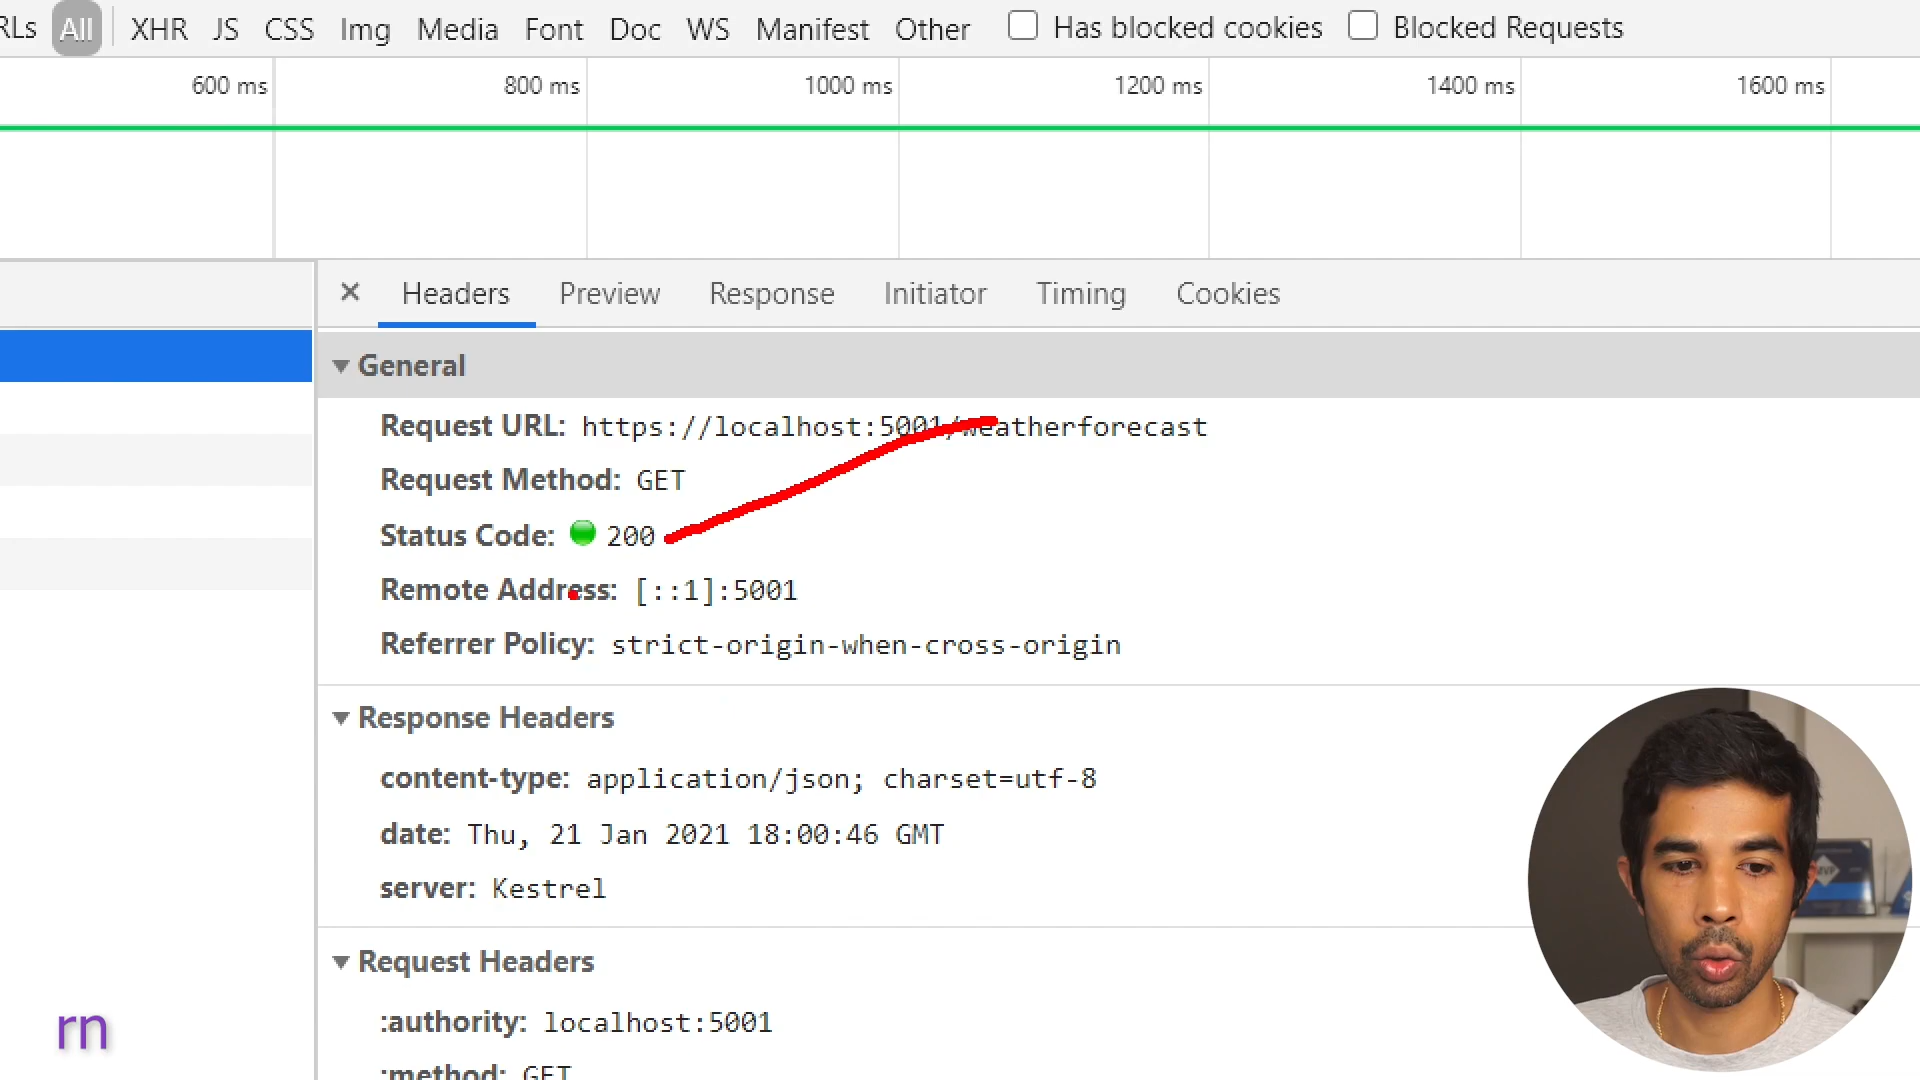 RLs All XHR JS CSS Img Media Font Doc WS Manifest Other Has blocked cookies Blocked Requests
600 ms 800 ms 1000 ms 1200 ms 1400 ms 1600 ms
× Headers Preview Response Initiator Timing Cookies
General
Request URL: https://localhost:5001/weatherforecast
Request Method: GET
Status Code: 200
Remote Address: [::1]:5001
Referrer Policy: strict-origin-when-cross-origin
Response Headers
content-type: application/json; charset=utf-8
date: Thu, 21 Jan 2021 18:00:46 GMT
server: Kestrel
MVP
Request Headers
:authority: localhost:5001
rn
:method: GET